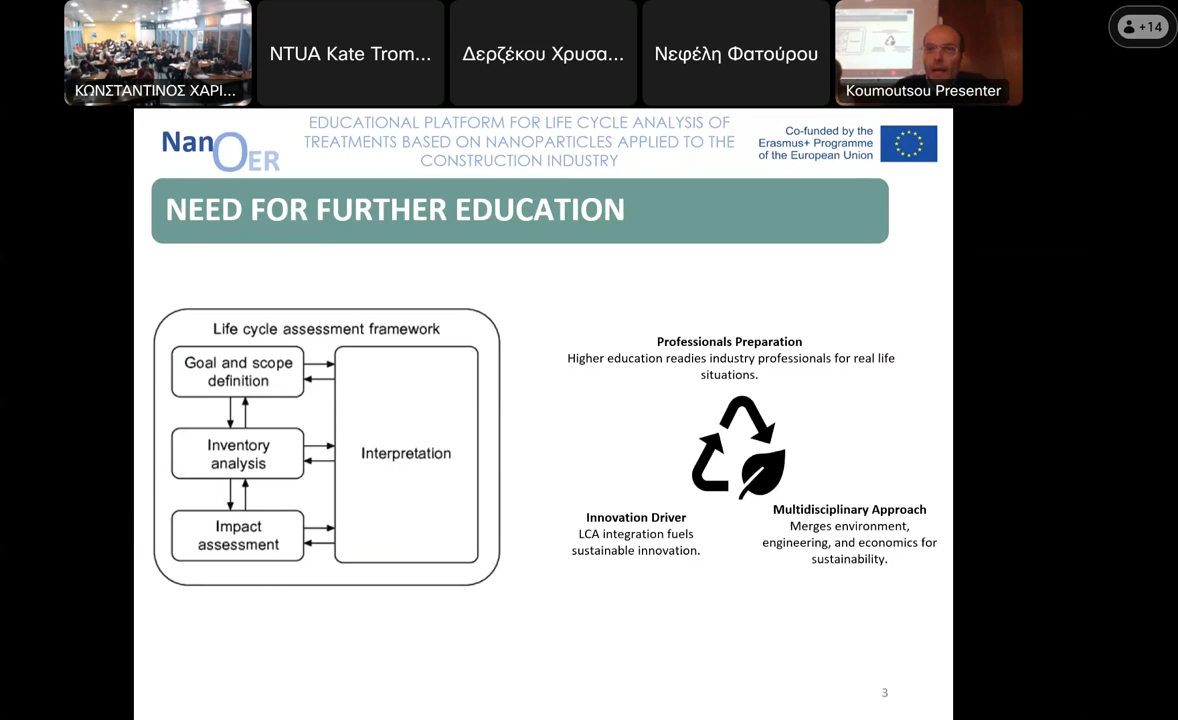 ΚΩΝΣΤΑΝΤΙΝΟΣ ΧΑΡΙ...
NTUA Kate Trom...
Δερζέκου Χρυσα...
Νεφέλη Φατούρου
Koumoutsou Presenter
+14
NanOER
EDUCATIONAL PLATFORM FOR LIFE CYCLE ANALYSIS OF
TREATMENTS BASED ON NANOPARTICLES APPLIED TO THE
CONSTRUCTION INDUSTRY
Co-funded by the
Erasmus+ Programme
of the European Union
NEED FOR FURTHER EDUCATION
Life cycle assessment framework
Goal and scope
definition
Inventory
analysis
Impact
assessment
Interpretation
Professionals Preparation
Higher education readies industry professionals for real life
situations.
Innovation Driver
LCA integration fuels
sustainable innovation.
Multidisciplinary Approach
Merges environment,
engineering, and economics for
sustainability.
3